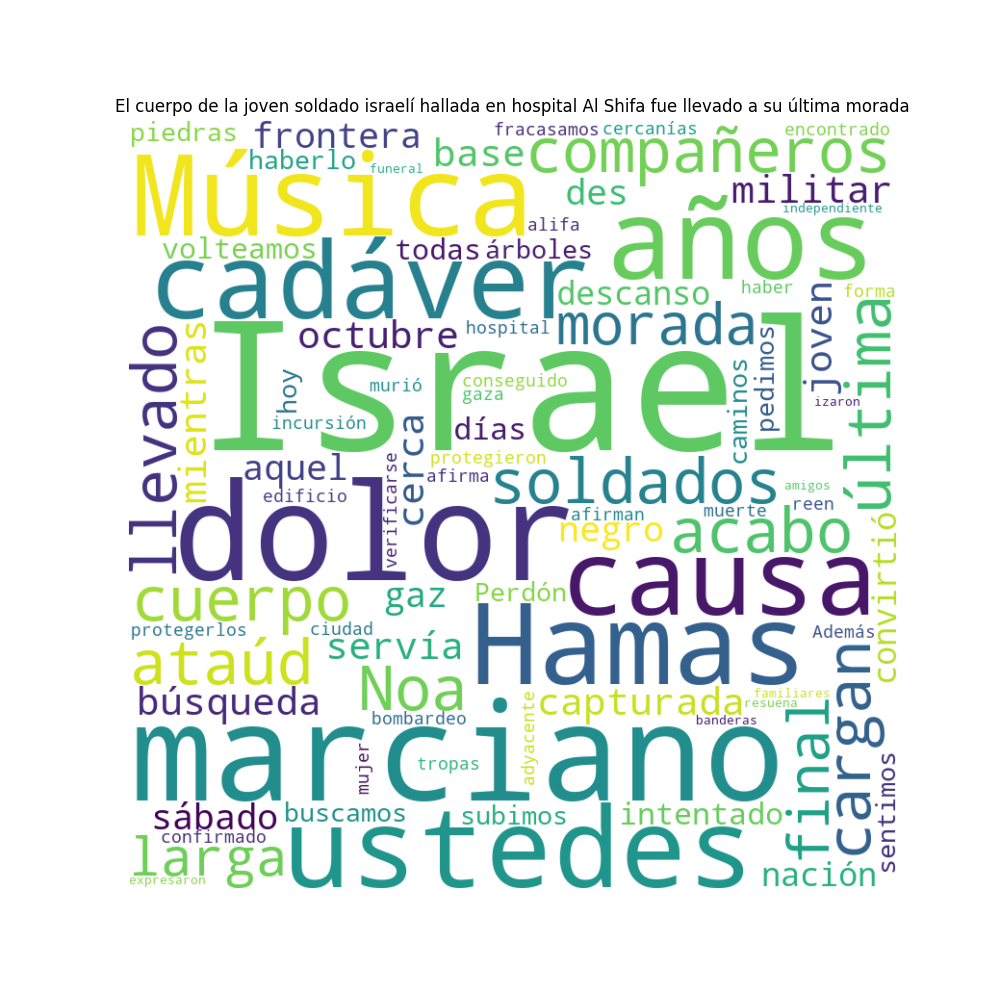 El cuerpo de la joven soldado israelí hallada en hospital Al Shifa fue llevado a su última morada
piedras
frontera
fracasamos
cercanías
encontrado
haberlo
funeral
base
compañeros
Música
des
militar
independiente
alifa
años
volteamos
todas
árboles
cadáver
descanso
haber
forma
joven
octubre
hospital
morada
última
llevado
mientras
Israel
hoy
murió
conseguido
gaza
caminos
pedimos
izaron
incursión
cerca
días
aquel
verificarse
protegieron
afirma
soldados
amigos
edificio
dolor
afirman
muerte
reen
negro
acabo
convirtió
causa
cuerpo
gaz
Perdón
protegerlos
ciudad
servía
Hamas
Además
ataúd
Noa
cargan
búsqueda
capturada
familiares
resuena
bombardeo
adyacente
banderas
final
marciano
mujer
tropas
sentimos
sábado
buscamos
subimos
intentado
confirmado
larga
ustedes
nación
expresaron